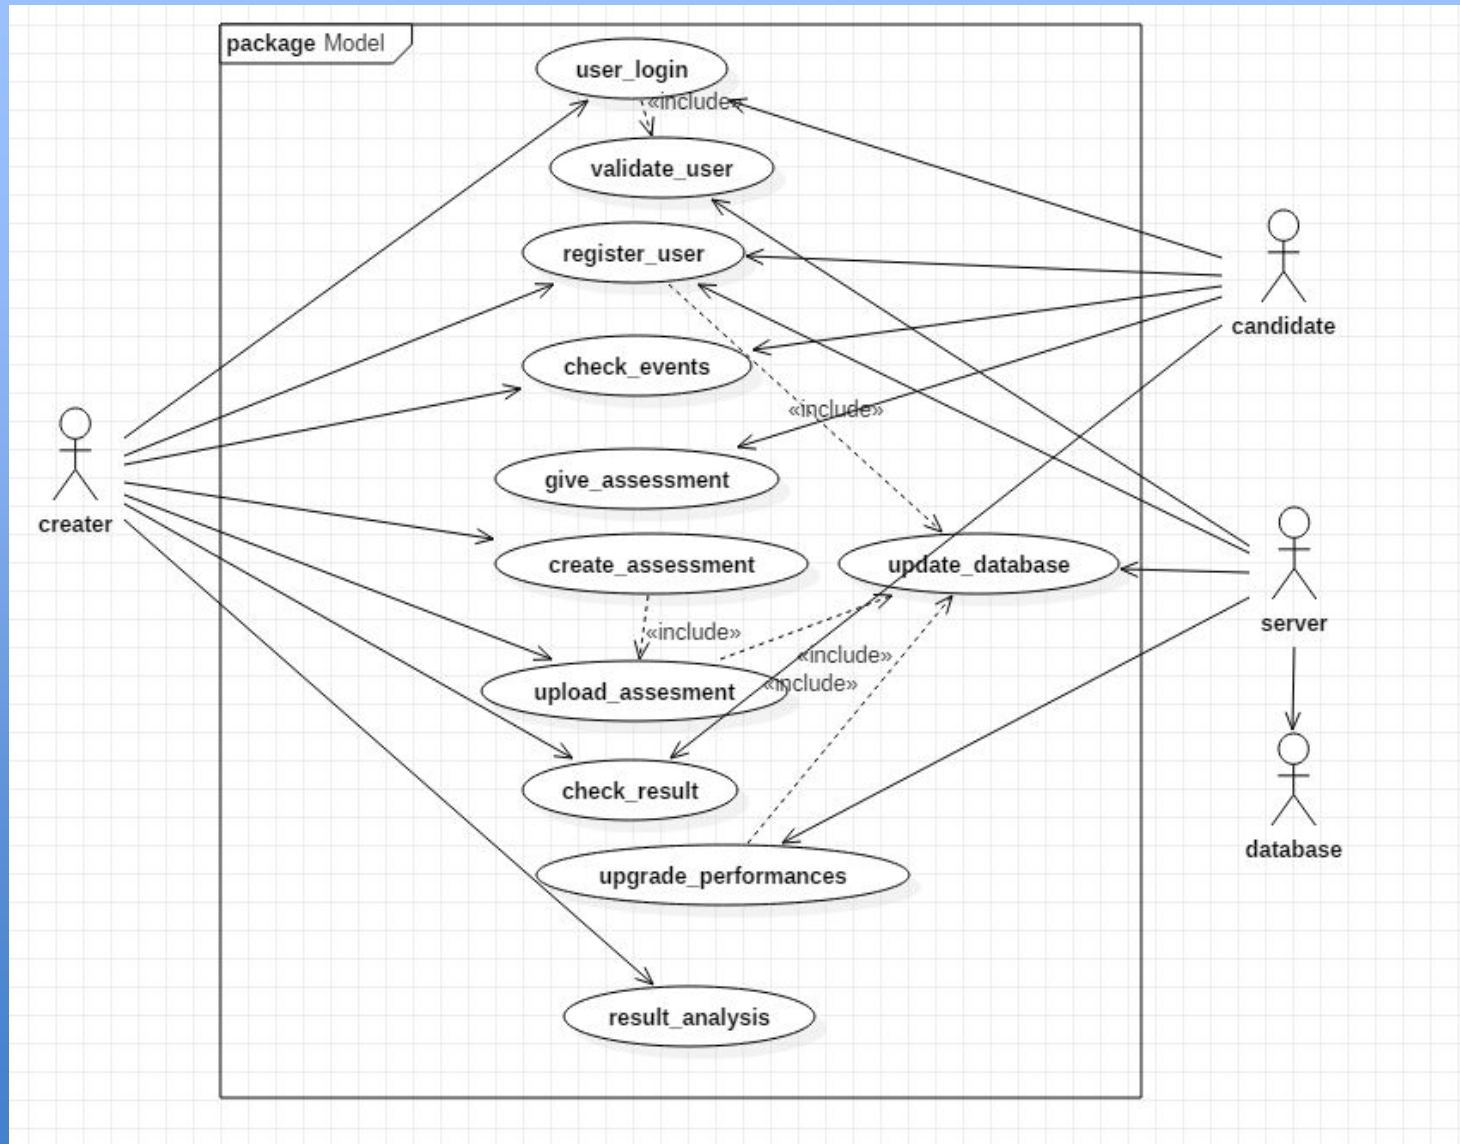 package Model
user_login
«include»
validate_user
register_user
candidate
check_events
«include»
give_assessment
creater
create_assessment
update_database
server
«include»
«include»
«include»
upload_assesment
check_result
database
upgrade_performances
result_analysis